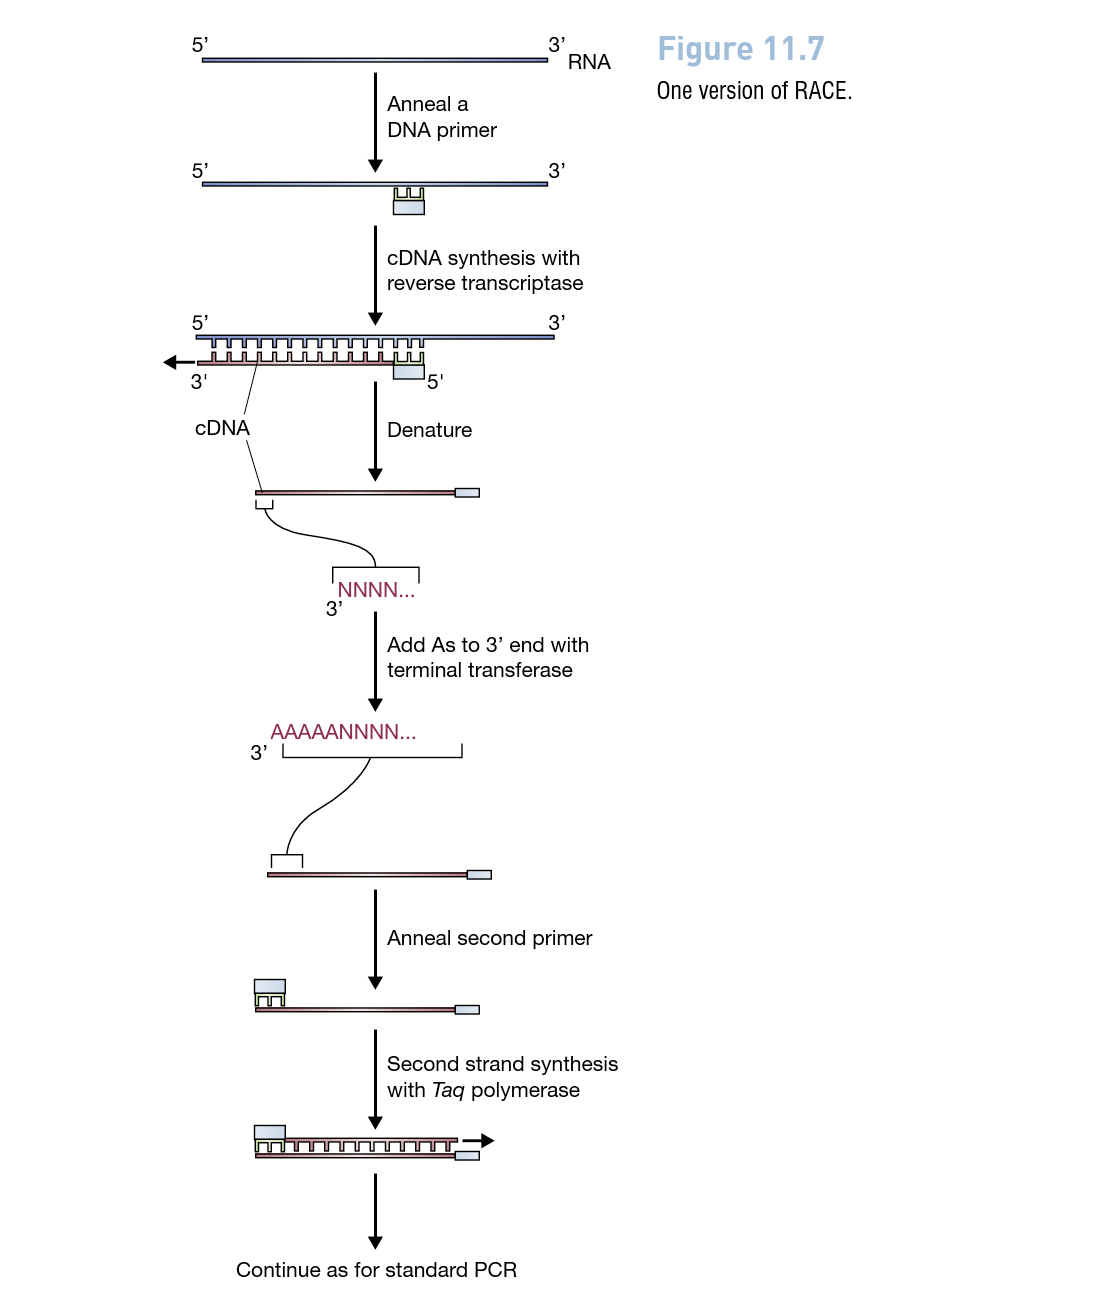 Figure 11.7
One version of RACE.
5’
3’
RNA
Anneal a
DNA primer
5’
3’
cDNA synthesis with
reverse transcriptase
5’
3’
3'
5'
cDNA
Denature
NNNN...
3’
Add As to 3’ end with
terminal transferase
AAAAANNNN...
3’
Anneal second primer
Second strand synthesis
with Taq polymerase
Continue as for standard PCR